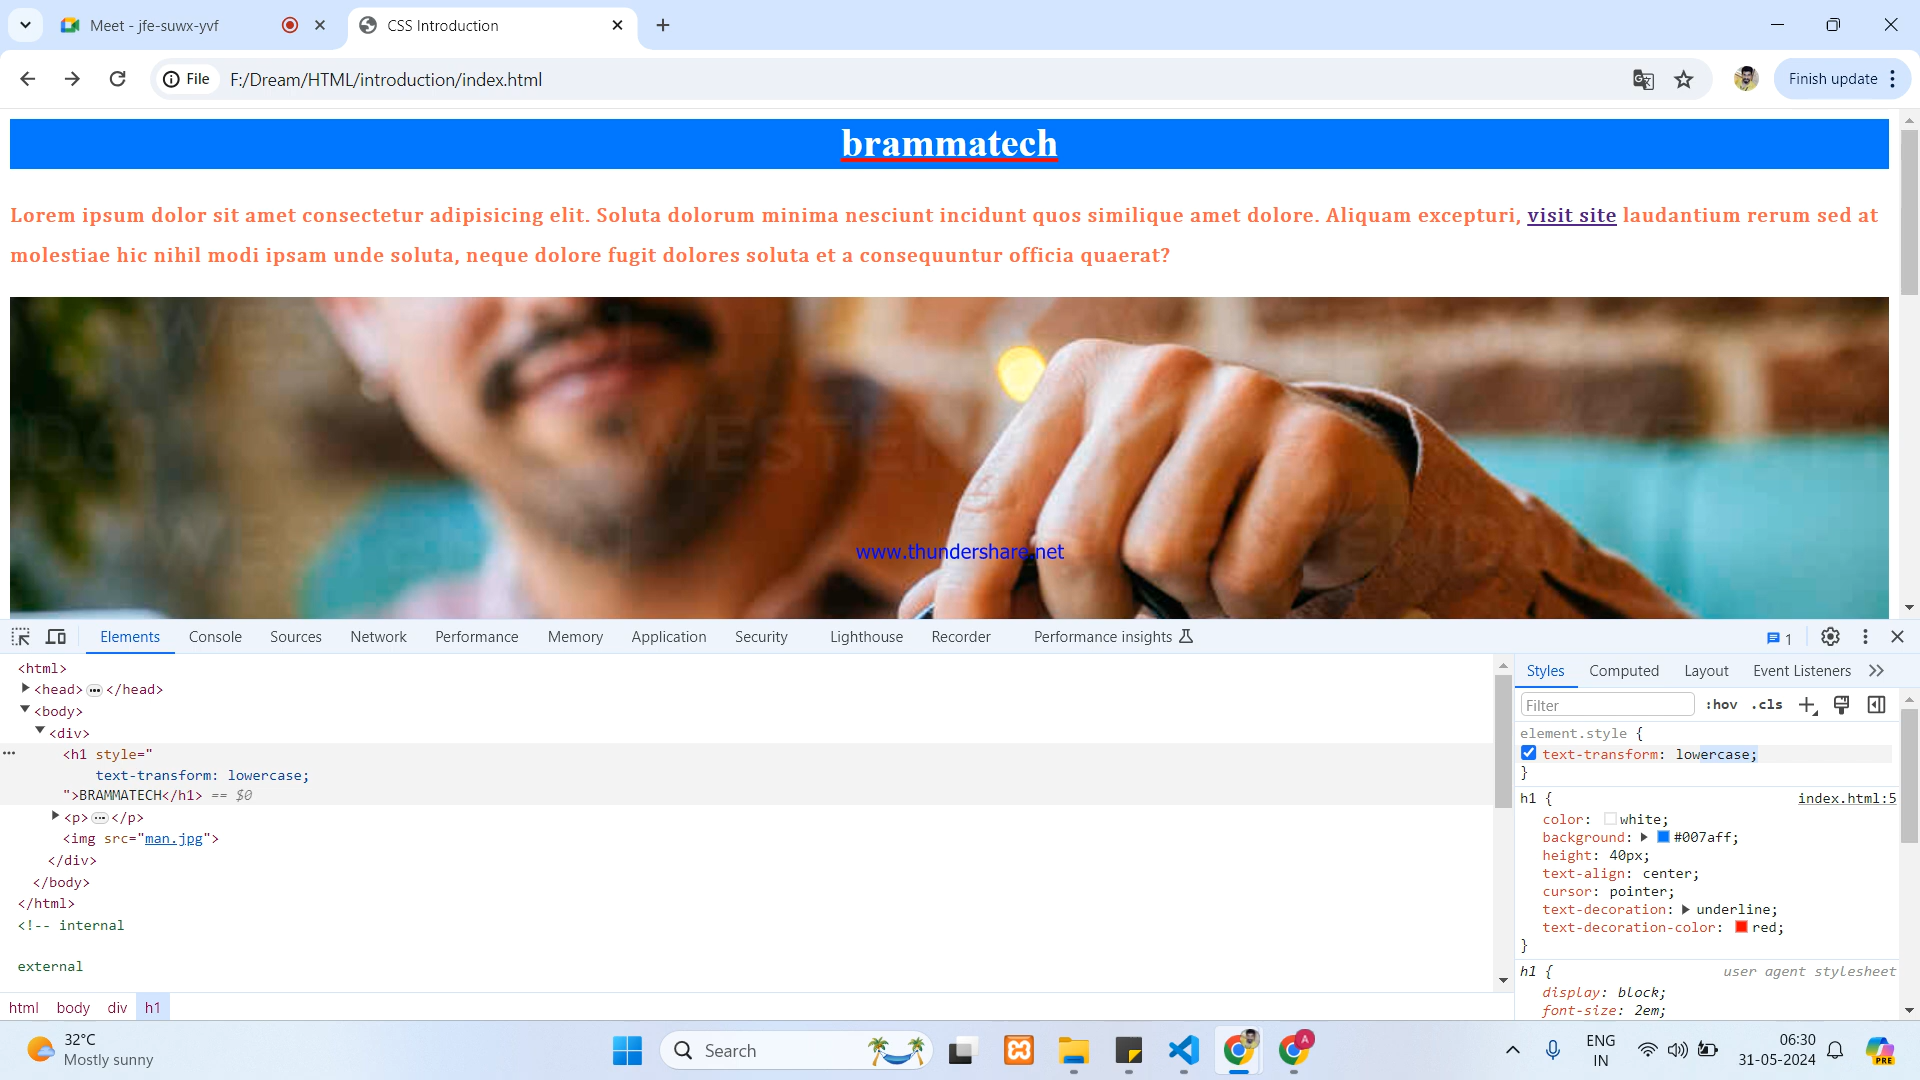 Meet - jfe-suwx-yvf
CSS Introduction
File
F:/Dream/HTML/introduction/index.html
Finish update
brammatech
Lorem ipsum dolor sit amet consectetur adipisicing elit. Soluta dolorum minima nesciunt incidunt quos similique amet dolore. Aliquam excepturi, visit site laudantium rerum sed at
molestiae hic nihil modi ipsam unde soluta, neque dolore fugit dolores soluta et a consequuntur officia quaerat?
WESTEN
www.thundershare.net
Elements Console Sources Network Performance Memory Application Security Lighthouse Recorder Performance insights 1
<html>
<head> </head>
<body>
<div>
<h1 style="
text-transform: lowercase;
">BRAMMATECH</h1> == $0
<p> </p>
<img src="man.jpg">
</div>
</body>
</html>
<!-- internal
external
html body div h1
Styles Computed Layout Event Listeners
Filter :hov .cls
element.style {
text-transform: lowercase;
}
h1 { index.html:5
color: white;
background: #007aff;
height: 40px;
text-align: center;
cursor: pointer;
text-decoration: underline;
text-decoration-color: red;
}
h1 { user agent stylesheet
display: block;
font-size: 2em;
32°C
Mostly sunny
Search
A
ENG
IN
06:30
31-05-2024
PRE